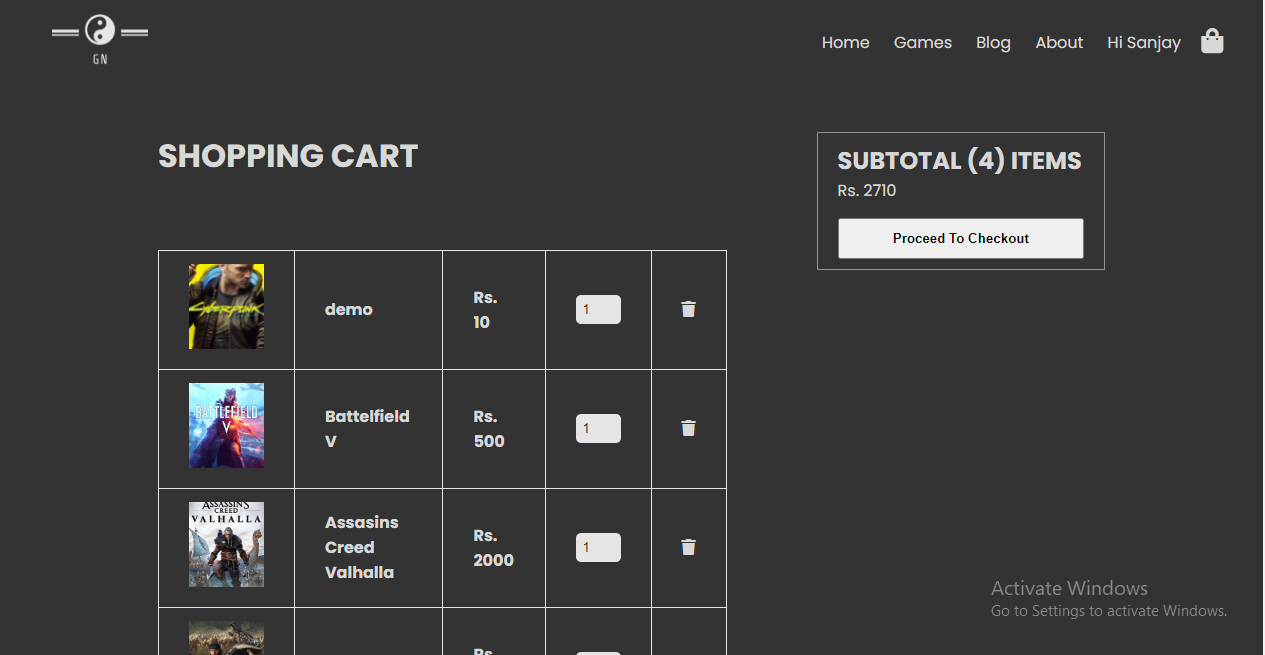 GN
Home Games Blog About Hi Sanjay
SHOPPING CART
SUBTOTAL (4) ITEMS
Rs. 2710
Proceed To Checkout
CYBERPUNK
demo
Rs.
10
1
BATTLEFIELD
V
Battelfield
V
Rs.
500
1
ASSASSIN'S
CREED
VALHALLA
Assasins
Creed
Valhalla
Rs.
2000
1
Rs.
Activate Windows
Go to Settings to activate Windows.